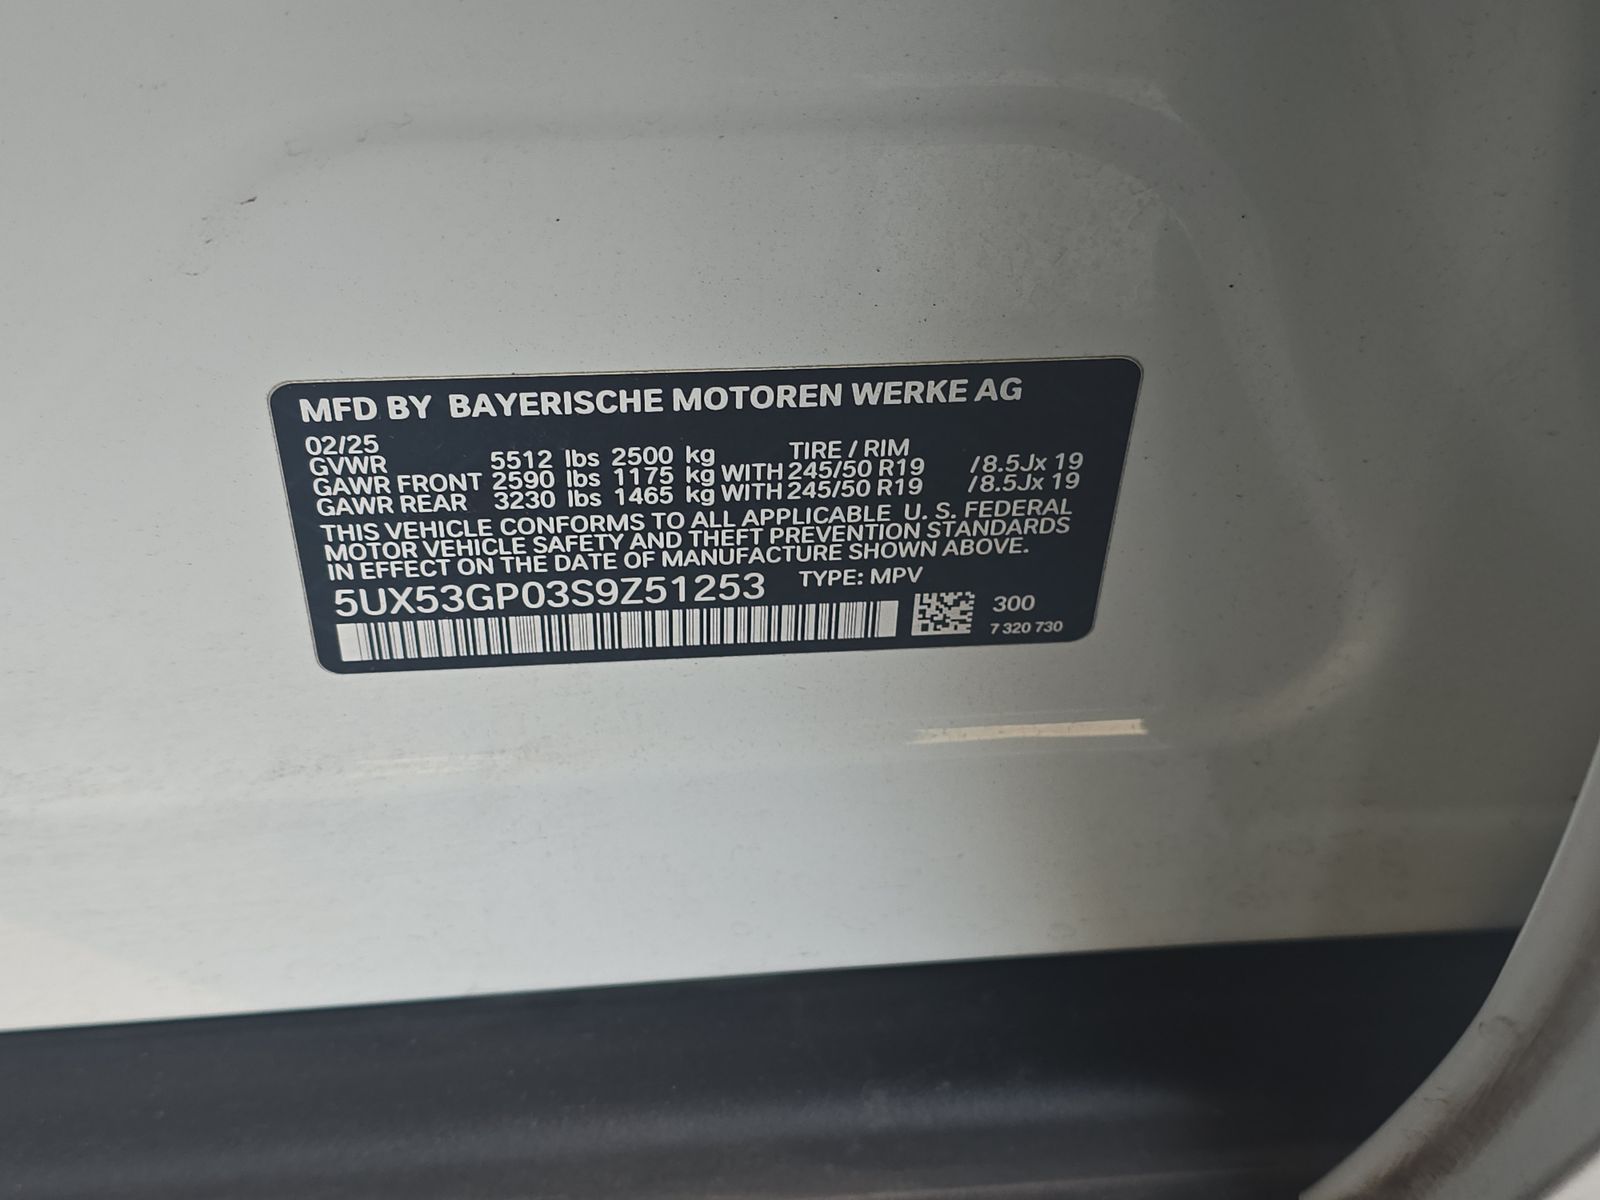 MFD BY BAYERISCHE MOTOREN WERKE AG
02/25
GVWR 5512 lbs 2500 kg TIRE / RIM
GAWR FRONT 2590 lbs 1175 kg WITH 245/50 R19 /8.5Jx 19
GAWR REAR 3230 lbs 1465 kg WITH 245/50 R19 /8.5Jx 19
THIS VEHICLE CONFORMS TO ALL APPLICABLE U. S. FEDERAL
MOTOR VEHICLE SAFETY AND THEFT PREVENTION STANDARDS
IN EFFECT ON THE DATE OF MANUFACTURE SHOWN ABOVE.
5UX53GP03S9Z51253 TYPE: MPV
300
7 320 730